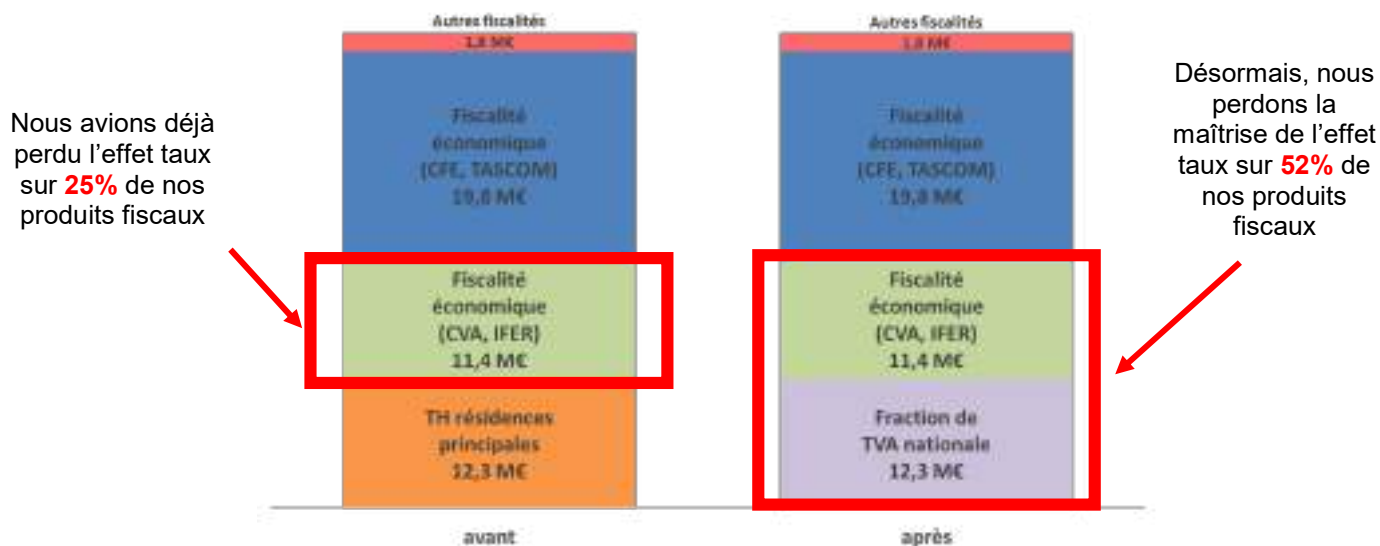 Nous avions déjà
perdu l'effet taux
sur 25% de nos
produits fiscaux
Autres fiscalités
1,8 M€
Fiscalité
économique
(CFE, TASCOM)
19,8 M€
Fiscalité
économique
(CVA, IFER)
11,4 M€
TH résidences
principales
12,3 M€
avant
Autres fiscalités
1,8 M€
Fiscalité
économique
(CFE, TASCOM)
19,8 M€
Fiscalité
économique
(CVA, IFER)
11,4 M€
Fraction de
TVA nationale
12,3 M€
après
Désormais, nous
perdons la
maîtrise de l'effet
taux sur 52% de
nos produits
fiscaux